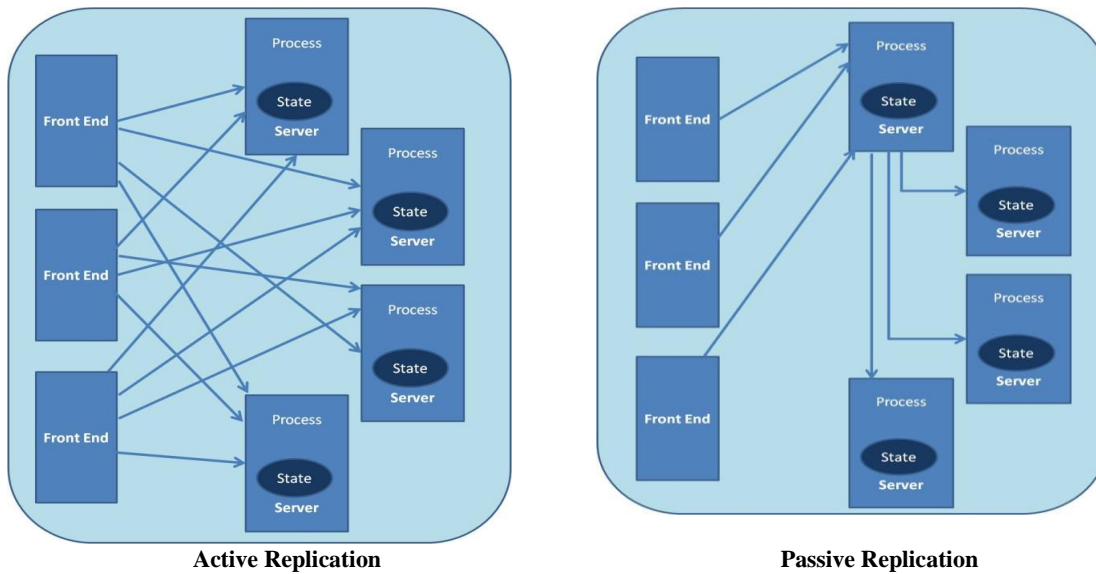 Front End
Front End
Front End
Process
State
Server
Process
State
Server
Process
State
Server
Process
State
Server
Active Replication
Front End
Front End
Front End
Process
State
Server
Process
State
Server
Process
State
Server
Process
State
Server
Passive Replication